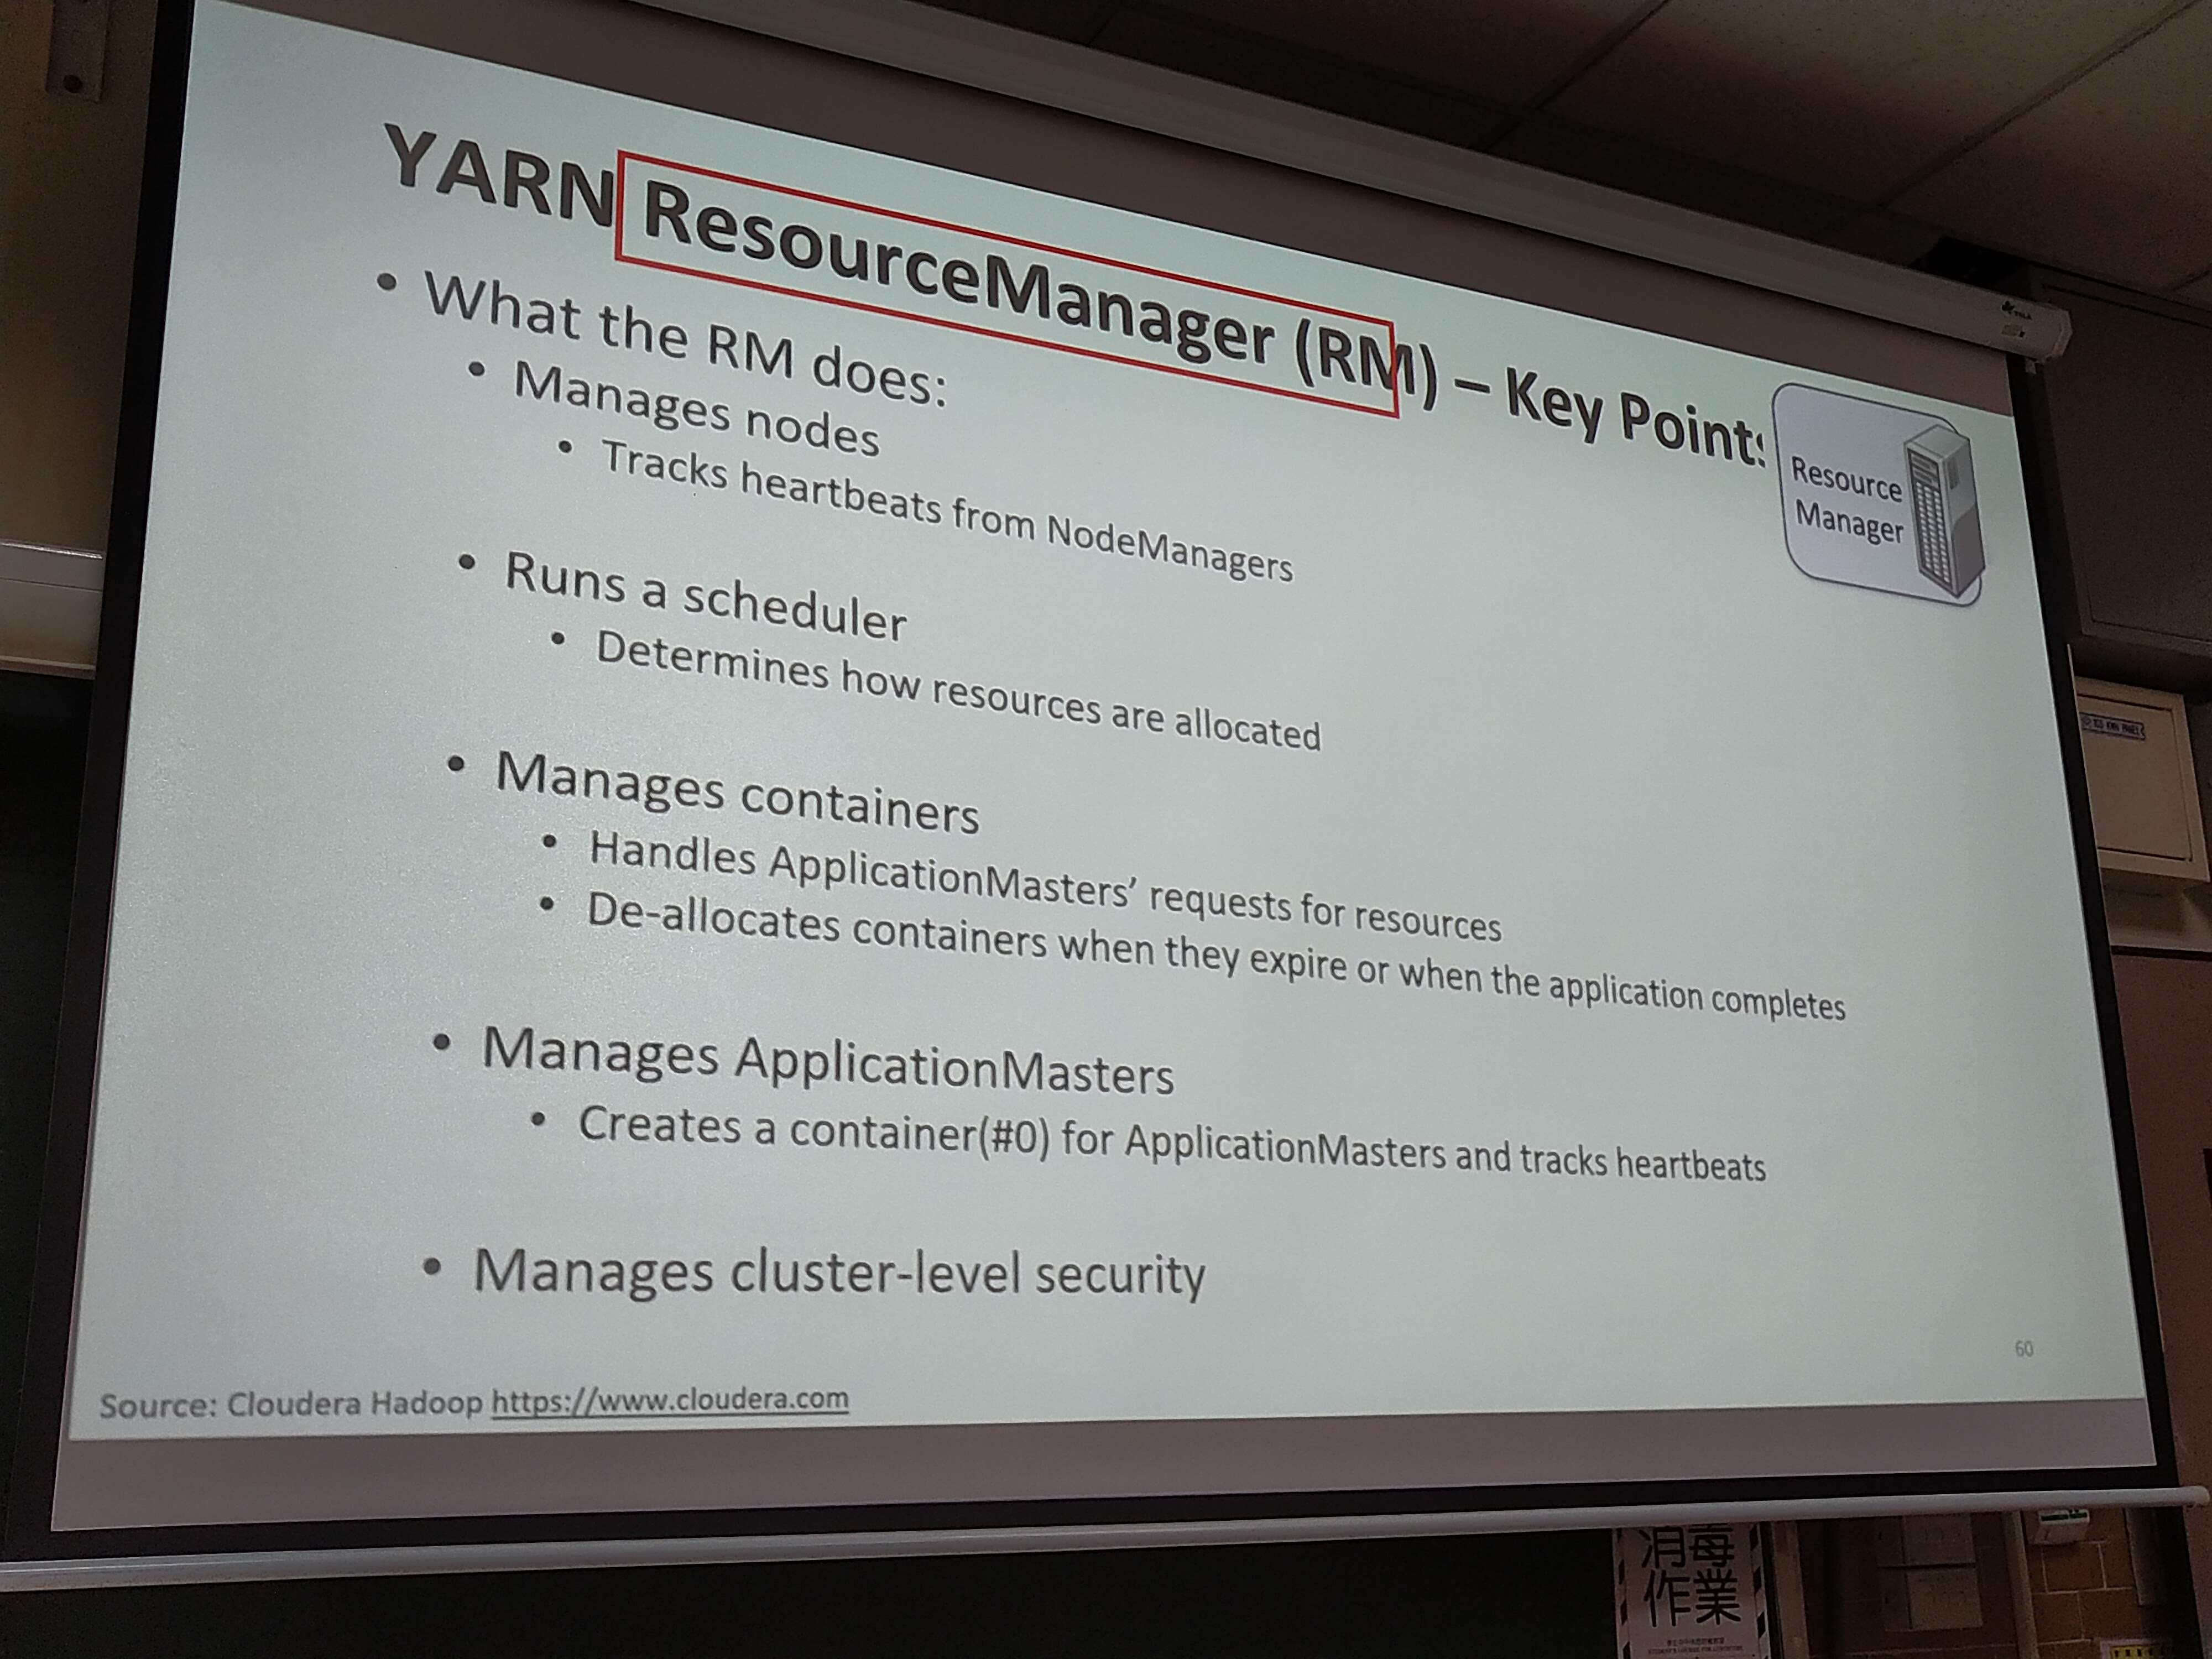 YARN ResourceManager (RM) – Key Points
Resource
Manager
• What the RM does:
• Manages nodes
• Tracks heartbeats from NodeManagers
• Runs a scheduler
• Determines how resources are allocated
• Manages containers
• Handles ApplicationMasters’ requests for resources
• De-allocates containers when they expire or when the application completes
• Manages ApplicationMasters
• Creates a container(#0) for ApplicationMasters and tracks heartbeats
• Manages cluster-level security
60
Source: Cloudera Hadoop https://www.cloudera.com
消毒
作業